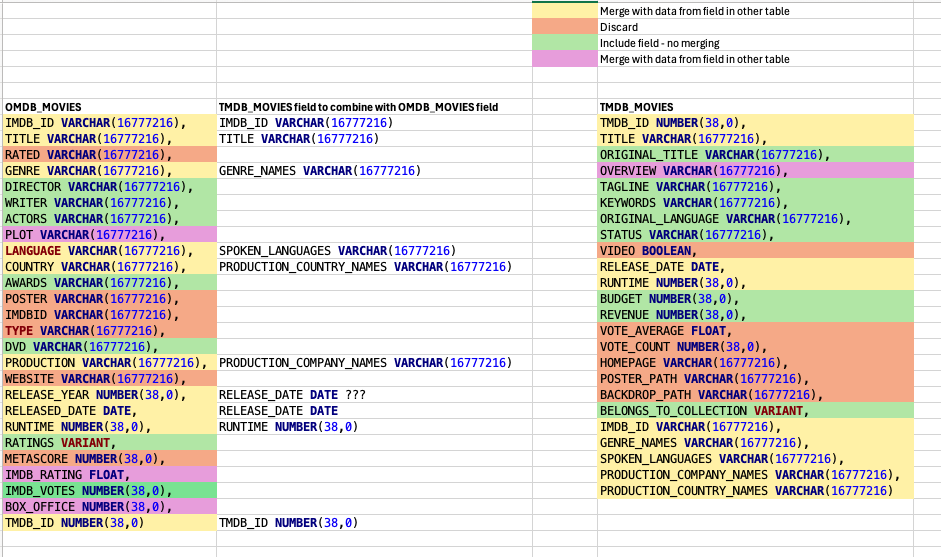 Merge with data from field in other table
Discard
Include field - no merging
Merge with data from field in other table
OMDB_MOVIES
TMDB_MOVIES field to combine with OMDB_MOVIES field
TMDB_MOVIES
IMDB_ID VARCHAR(16777216),
IMDB_ID VARCHAR(16777216)
TMDB_ID NUMBER(38,0),
TITLE VARCHAR(16777216),
TITLE VARCHAR(16777216)
TITLE VARCHAR(16777216),
RATED VARCHAR(16777216),
ORIGINAL_TITLE VARCHAR(16777216),
GENRE VARCHAR(16777216),
GENRE_NAMES VARCHAR(16777216)
OVERVIEW VARCHAR(16777216),
DIRECTOR VARCHAR(16777216),
TAGLINE VARCHAR(16777216),
WRITER VARCHAR(16777216),
KEYWORDS VARCHAR(16777216),
ACTORS VARCHAR(16777216),
ORIGINAL_LANGUAGE VARCHAR(16777216),
PLOT VARCHAR(16777216),
STATUS VARCHAR(16777216),
LANGUAGE VARCHAR(16777216),
SPOKEN_LANGUAGES VARCHAR(16777216)
VIDEO BOOLEAN,
COUNTRY VARCHAR(16777216),
PRODUCTION_COUNTRY_NAMES VARCHAR(16777216)
RELEASE_DATE DATE,
AWARDS VARCHAR(16777216),
RUNTIME NUMBER(38,0),
POSTER VARCHAR(16777216),
BUDGET NUMBER(38,0),
IMDBID VARCHAR(16777216),
REVENUE NUMBER(38,0),
TYPE VARCHAR(16777216),
VOTE_AVERAGE FLOAT,
DVD VARCHAR(16777216),
VOTE_COUNT NUMBER(38,0),
PRODUCTION VARCHAR(16777216),
PRODUCTION_COMPANY_NAMES VARCHAR(16777216)
HOMEPAGE VARCHAR(16777216),
WEBSITE VARCHAR(16777216),
POSTER_PATH VARCHAR(16777216),
RELEASE_YEAR NUMBER(38,0),
RELEASE_DATE DATE ???
BACKDROP_PATH VARCHAR(16777216),
RELEASED_DATE DATE,
RELEASE_DATE DATE
BELONGS_TO_COLLECTION VARIANT,
RUNTIME NUMBER(38,0),
RUNTIME NUMBER(38,0)
IMDB_ID VARCHAR(16777216),
RATINGS VARIANT,
GENRE_NAMES VARCHAR(16777216),
METASCORE NUMBER(38,0),
SPOKEN_LANGUAGES VARCHAR(16777216),
IMDB_RATING FLOAT,
PRODUCTION_COMPANY_NAMES VARCHAR(16777216),
IMDB_VOTES NUMBER(38,0),
PRODUCTION_COUNTRY_NAMES VARCHAR(16777216)
BOX_OFFICE NUMBER(38,0),
TMDB_ID NUMBER(38,0)
TMDB_ID NUMBER(38,0)